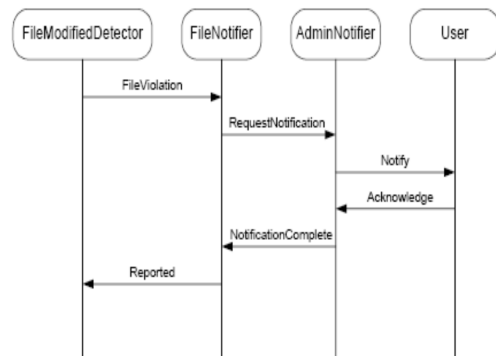 FileModifiedDetector
FileNotifier
AdminNotifier
User
FileViolation
RequestNotification
Notify
Acknowledge
NotificationComplete
Reported